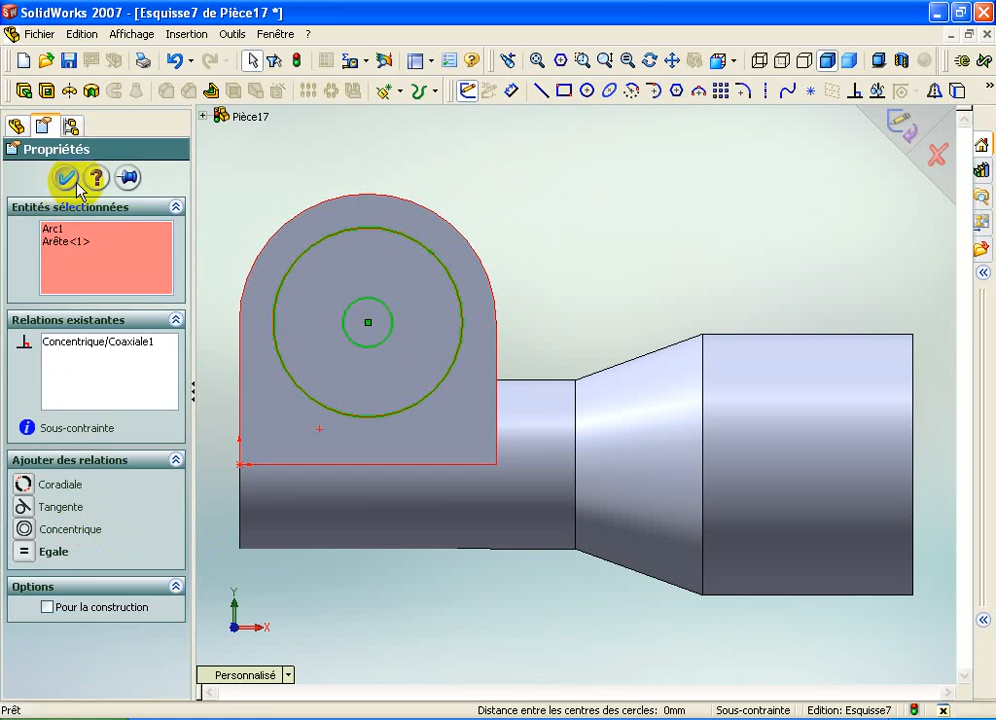 SolidWorks 2007 - [Esquisse7 de Pièce17 *]
Fichier Edition Affichage Insertion Outils Fenêtre ?
Pièce17
Propriétés
Entités sélectionnées
Arc1
Arête<1>
Relations existantes
Concentrique/Coaxiale1
Sous-contrainte
Ajouter des relations
Coradiale
Tangente
Concentrique
Egale
Options
Pour la construction
Y
X
Personnalisé
Prêt Distance entre les centres des cercles: 0mm Sous-contrainte Edition: Esquisse7